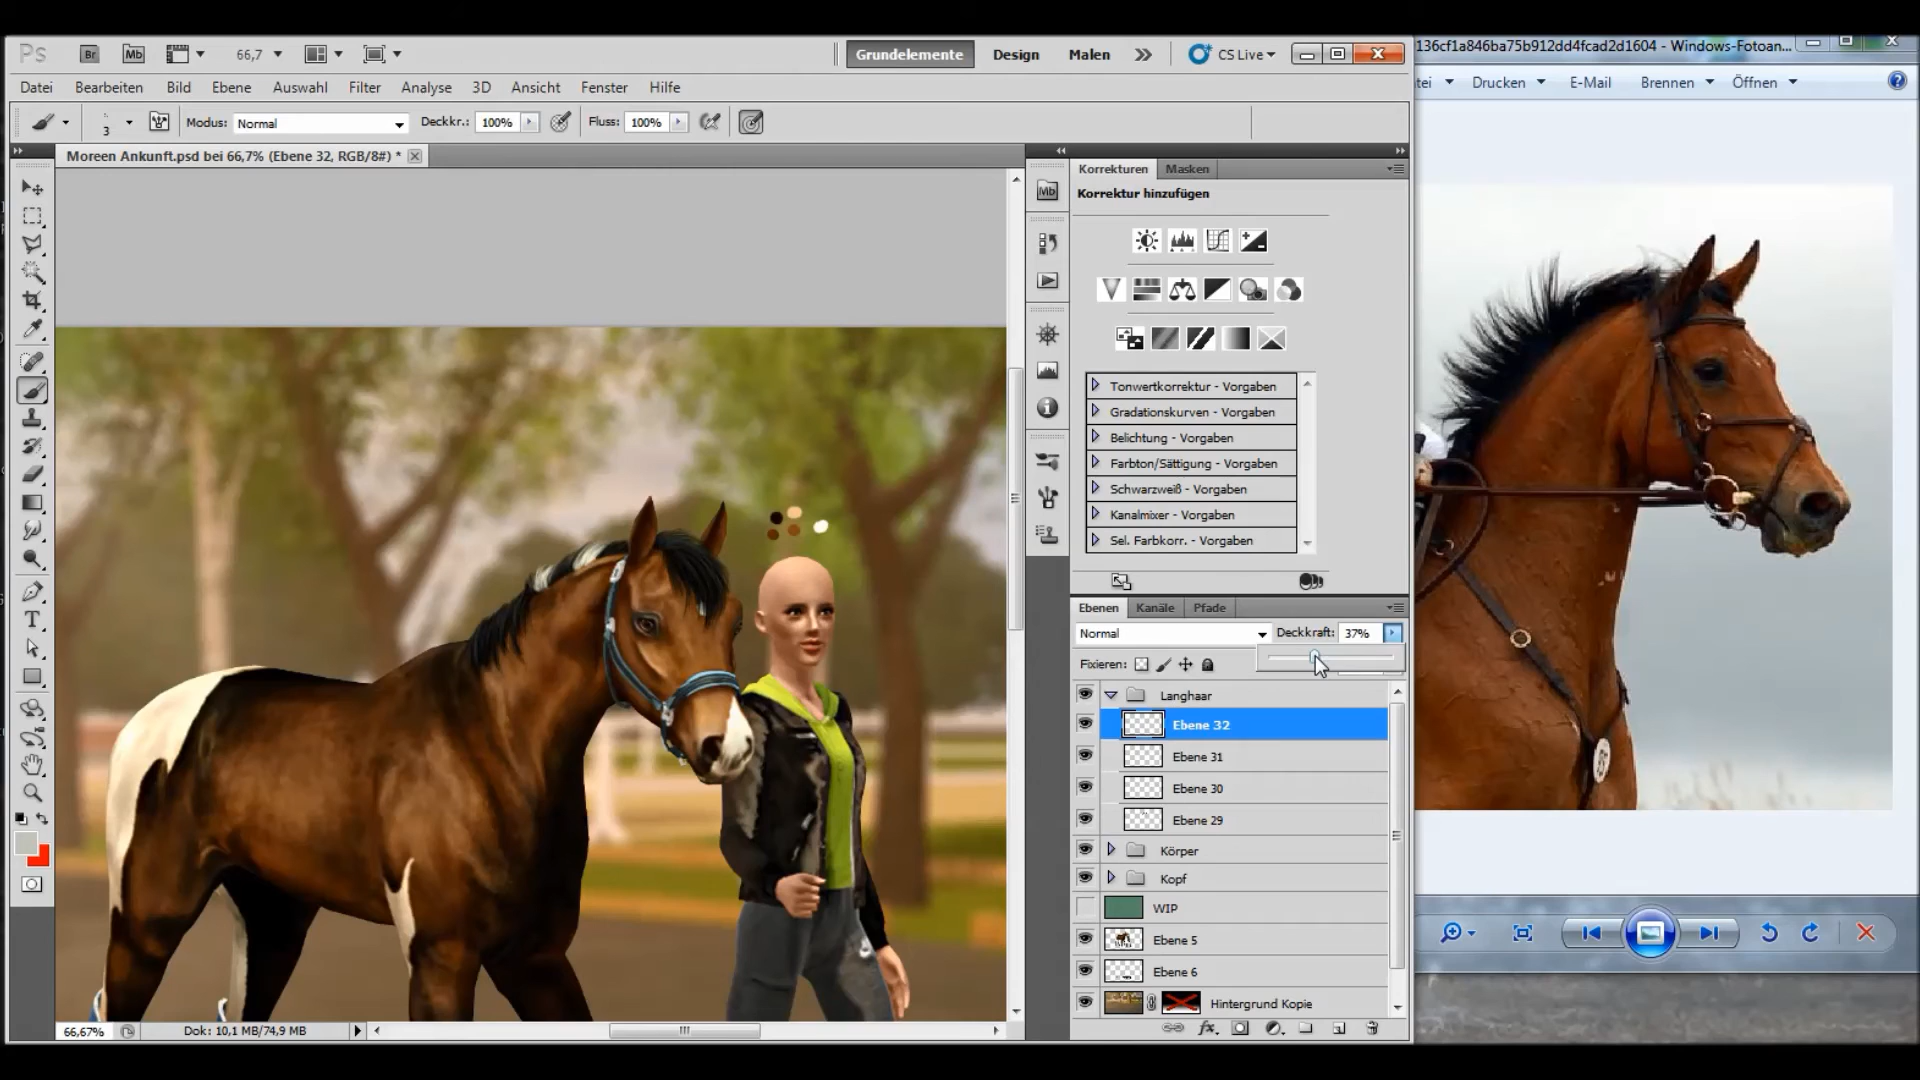 Ps Br Mb 66,7 Grundelemente Design Malen CS Live
136cf1a846ba75b912dd4fcad2d1604 - Windows-Fotoan...
Datei Bearbeiten Bild Ebene Auswahl Filter Analyse 3D Ansicht Fenster Hilfe
Drucken E-Mail Brennen Öffnen
3 Modus: Normal Deckkr.: 100% Fluss: 100%
Moreen Ankunft.psd bei 66,7% (Ebene 32, RGB/8#) *
Korrekturen Masken
Mb
Korrektur hinzufügen
Tonwertkorrektur - Vorgaben
Gradationskurven - Vorgaben
Belichtung - Vorgaben
Farbton/Sättigung - Vorgaben
Schwarzweiß - Vorgaben
Kanalmixer - Vorgaben
Sel. Farbkorr. - Vorgaben
Ebenen Kanäle Pfade
Normal Deckkraft: 37%
Fixieren:
Langhaar
Ebene 32
Ebene 31
Ebene 30
Ebene 29
Körper
Kopf
WIP
Ebene 5
Ebene 6
Hintergrund Kopie
66,67% Dok: 10,1 MB/74,9 MB